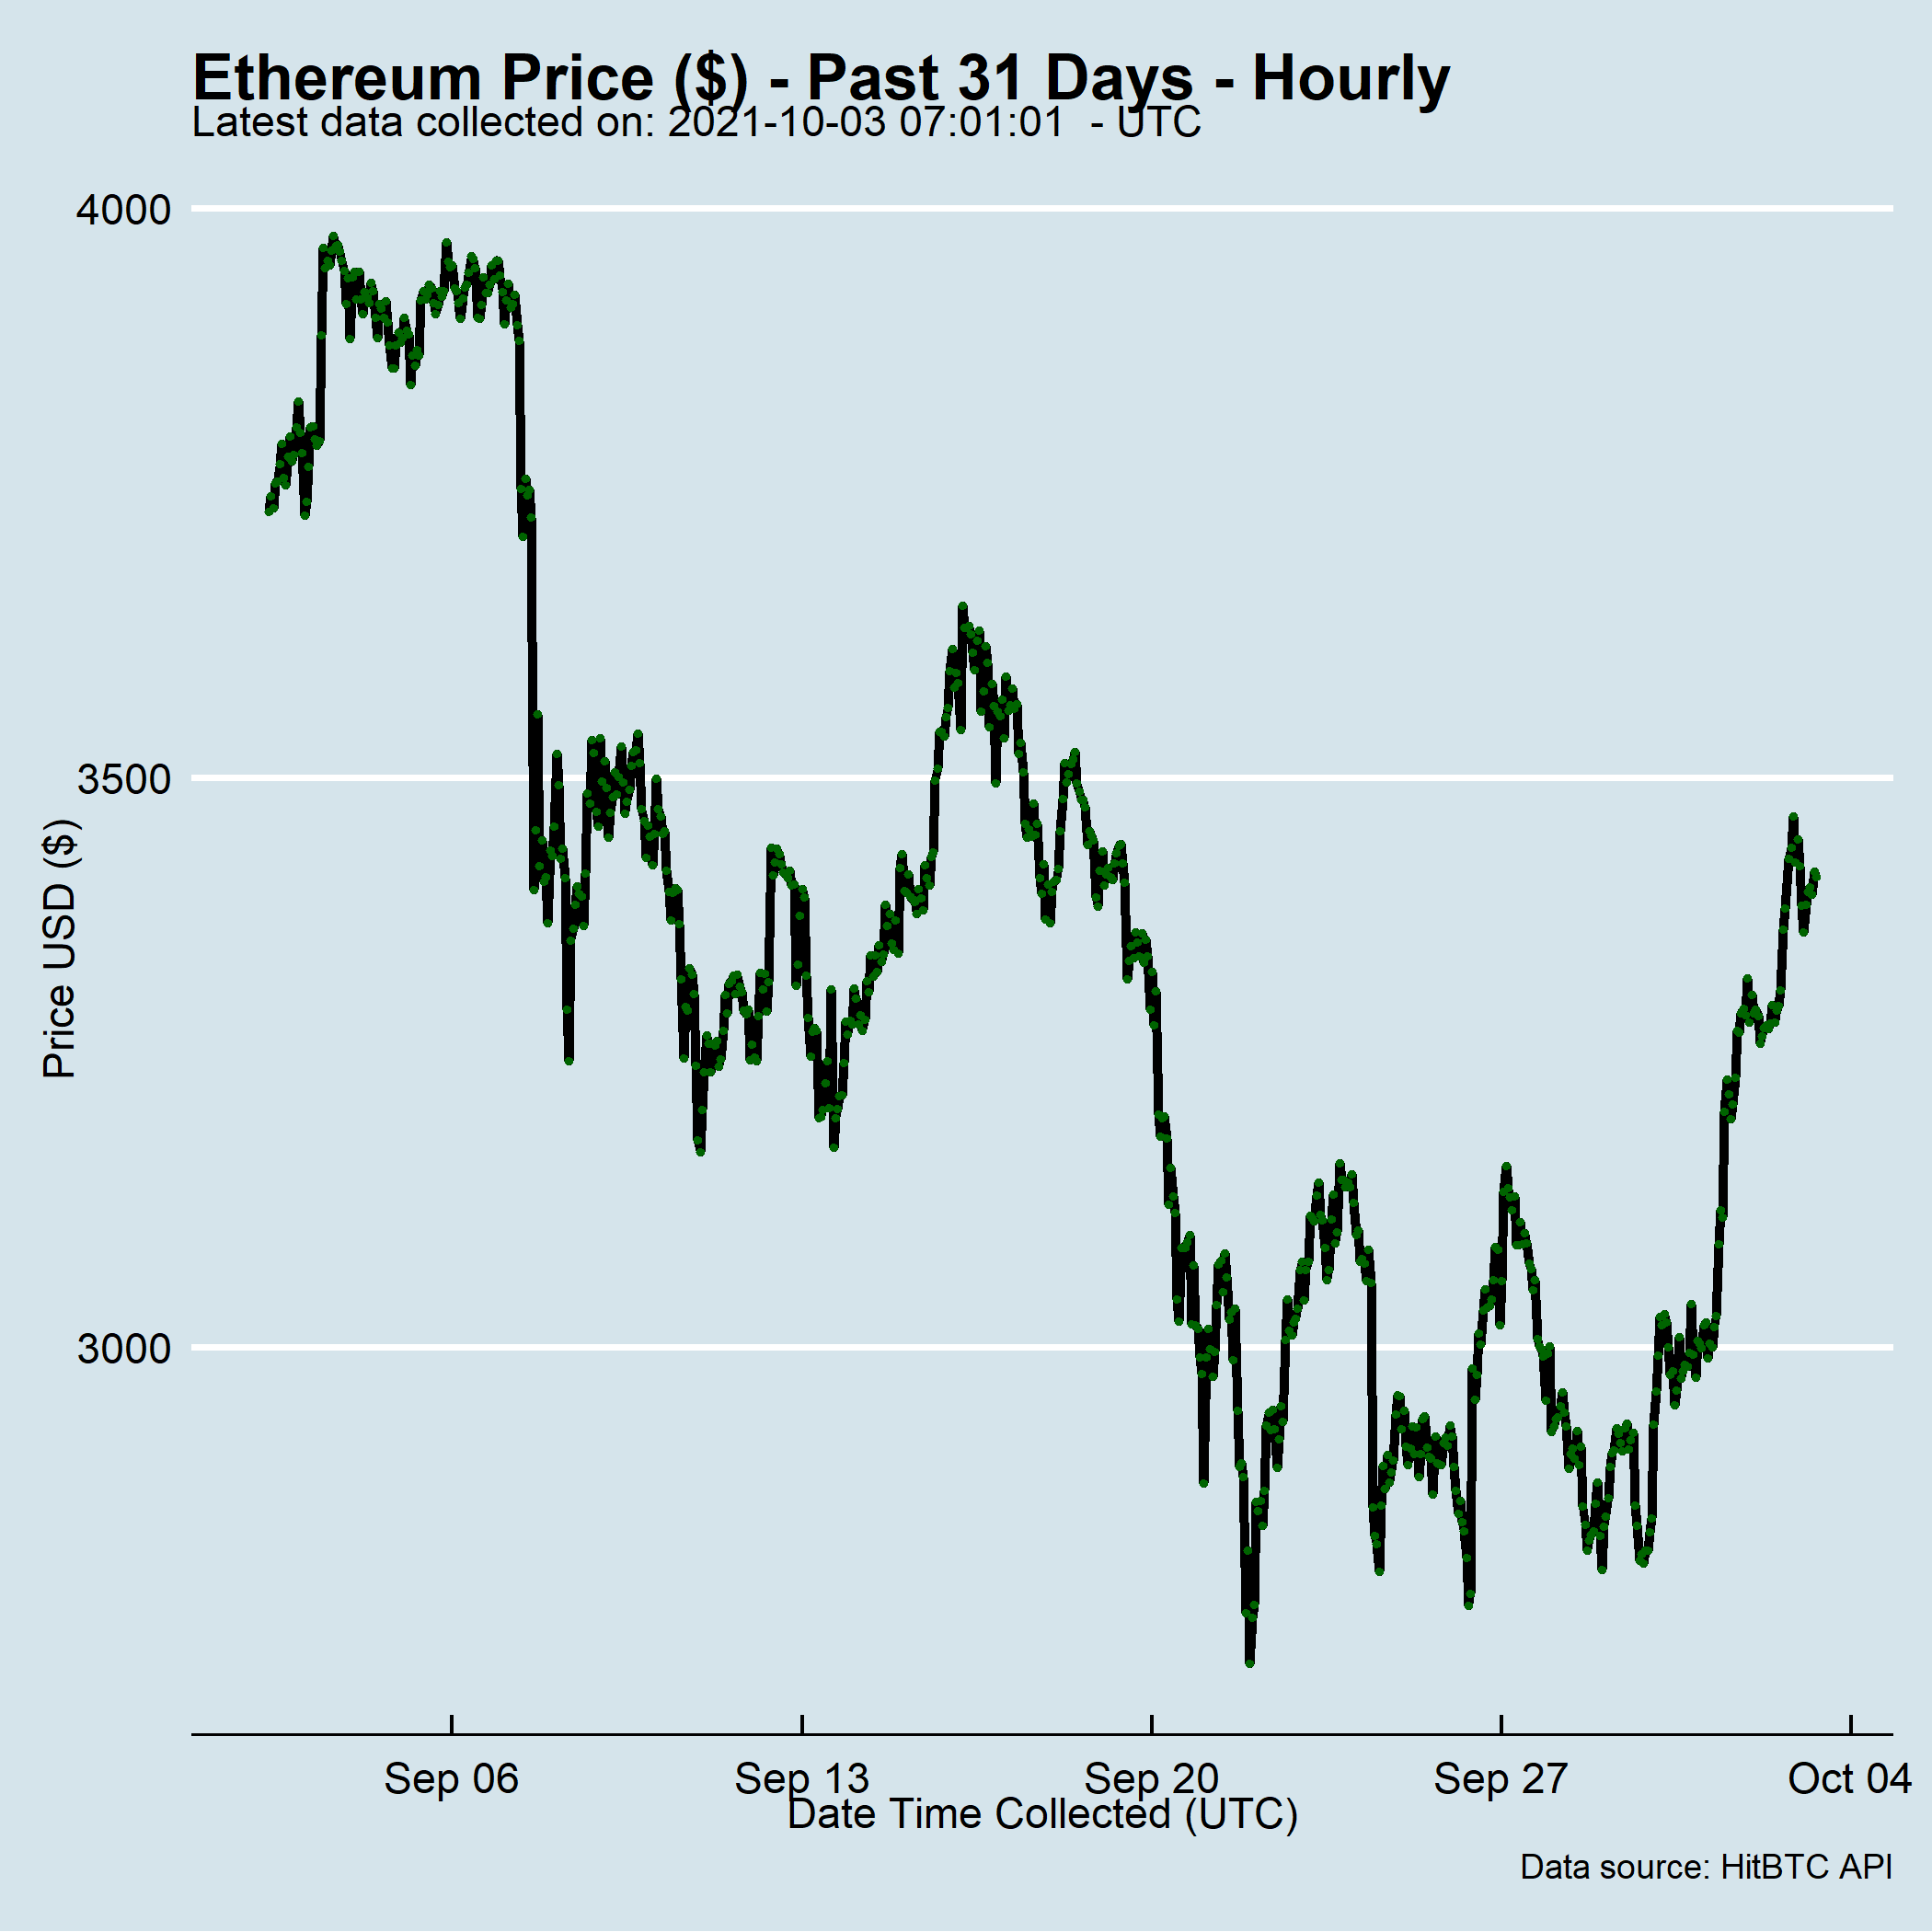 Ethereum Price ($) - Past 31 Days - Hourly
Latest data collected on: 2021-10-03 07:01:01  - UTC
4000
3500
3000
Price USD ($)
Sep 06
Sep 13
Sep 20
Sep 27
Oct 04
Date Time Collected (UTC)
Data source: HitBTC API